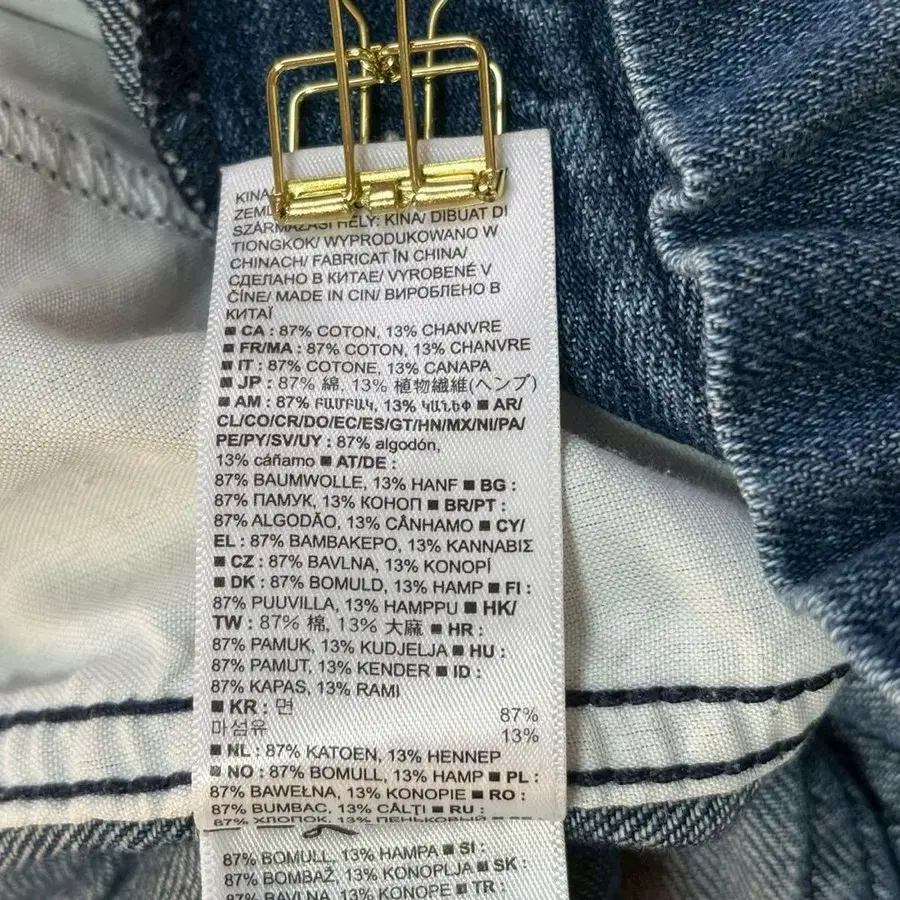 KINA
ZEML
SZÁRMAZÁSI HELY: KINA/ DIBUAT DI
TIONGKOK/ WYPRODUKOWANO W
CHINACH/ FABRICAT ÎN CHINA/
СДЕЛАНО В КИТАЕ/ VYROBENÉ V
ČÍNE/ MADE IN CIN/ ВИРОБЛЕНО В
КИТАЇ
■ CA : 87% COTON, 13% CHANVRE
■ FR/MA : 87% COTON, 13% CHANVRE
■ IT : 87% COTONE, 13% CANAPA
■ JP : 87% 綿, 13% 植物繊維(ヘンプ)
■ AM : 87% ԲԱՄԲԱԿ, 13% ԿԱՆԵՓ ■ AR/
CL/CO/CR/DO/EC/ES/GT/HN/MX/NI/PA/
PE/PY/SV/UY : 87% algodón,
13% cáñamo ■ AT/DE :
87% BAUMWOLLE, 13% HANF ■ BG :
87% ПАМУК, 13% КОНОП ■ BR/PT :
87% ALGODÃO, 13% CÂNHAMO ■ CY/
EL : 87% ΒΑΜΒΑΚΕΡΟ, 13% ΚΑΝΝΑΒΙΣ
■ CZ : 87% BAVLNA, 13% KONOPÍ
■ DK : 87% BOMULD, 13% HAMP ■ FI :
87% PUUVILLA, 13% HAMPPU ■ HK/
TW : 87% 棉, 13% 大麻 ■ HR :
87% PAMUK, 13% KUDJELJA ■ HU :
87% PAMUT, 13% KENDER ■ ID :
87% KAPAS, 13% RAMI
■ KR : 면 87%
마섬유 13%
■ NL : 87% KATOEN, 13% HENNEP
■ NO : 87% BOMULL, 13% HAMP ■ PL :
87% BAWEŁNA, 13% KONOPIE ■ RO :
87% BUMBAC, 13% CÂLȚI ■ RU :
87% ХЛОПОК, 13% ПЕНЬКОВЫЙ
87% BOMULL, 13% HAMPA ■ SI :
87% BOMBAŽ, 13% KONOPLJA ■ SK :
87% BAVLNA, 13% KONOPE ■ TR :